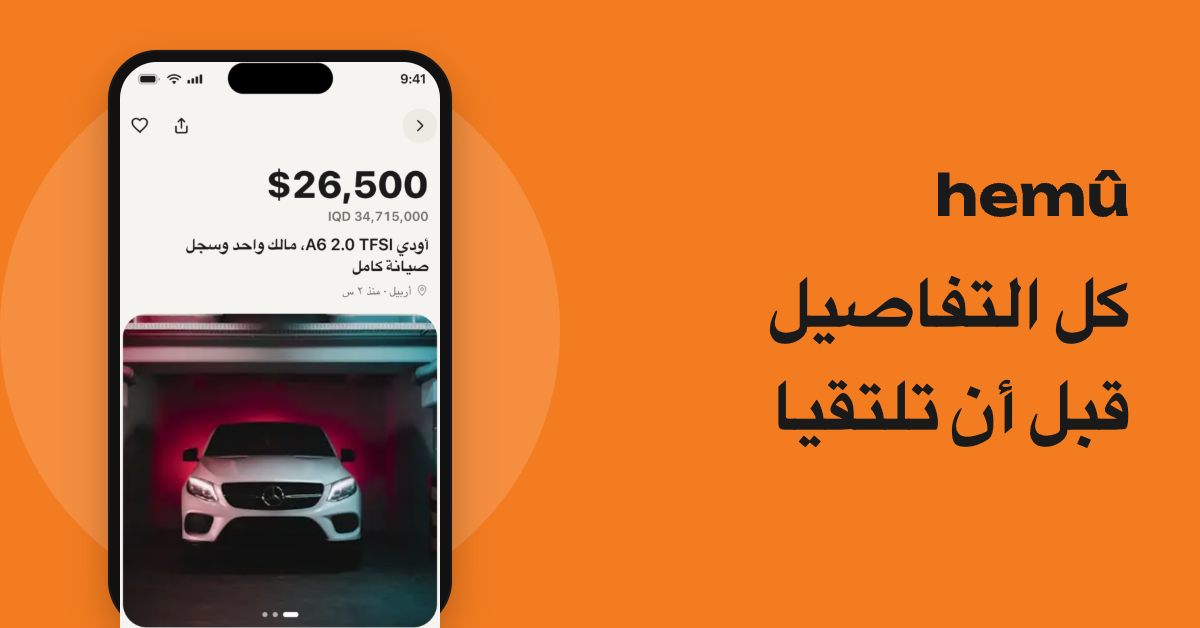 9:41
$26,500
IQD 34,715,000
أودي A6 2.0 TFSI، مالك واحد وسجل
صيانة كامل
أربيل · منذ ٢ س
hemû
كل التفاصيل
قبل أن تلتقيا